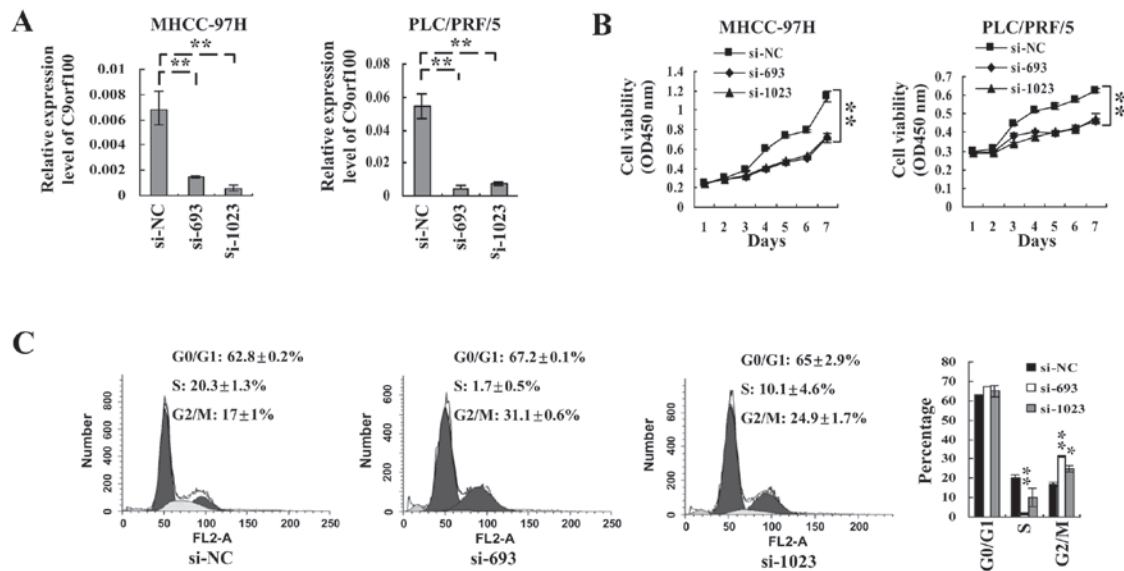 A
MHCC-97H
Relative expression
level of C9orf100
0.01
0.008
0.006
0.004
0.002
0
**
**
si-NC
si-693
si-1023
PLC/PRF/5
Relative expression
level of C9orf100
0.08
0.06
0.04
0.02
0
**
**
si-NC
si-693
si-1023
B
MHCC-97H
si-NC
si-693
si-1023
Cell viability
(OD450 nm)
1.4
1.2
1
0.8
0.6
0.4
0.2
0
1 2 3 4 5 6 7
Days
**
PLC/PRF/5
si-NC
si-693
si-1023
Cell viability
(OD450 nm)
0.7
0.6
0.5
0.4
0.3
0.2
0.1
0
1 2 3 4 5 6 7
Days
**
C
G0/G1: 62.8±0.2%
S: 20.3±1.3%
G2/M: 17±1%
Number
800
600
400
200
0
0 50 100 150 200 250
FL2-A
si-NC
G0/G1: 67.2±0.1%
S: 1.7±0.5%
G2/M: 31.1±0.6%
Number
600
400
200
0
0 50 100 150 200 250
FL2-A
si-693
G0/G1: 65±2.9%
S: 10.1±4.6%
G2/M: 24.9±1.7%
Number
800
600
400
200
0
0 50 100 150 200
FL2-A
si-1023
si-NC
si-693
si-1023
Percentage
80
70
60
50
40
30
20
10
0
**
**
*
G0/G1
S
G2/M